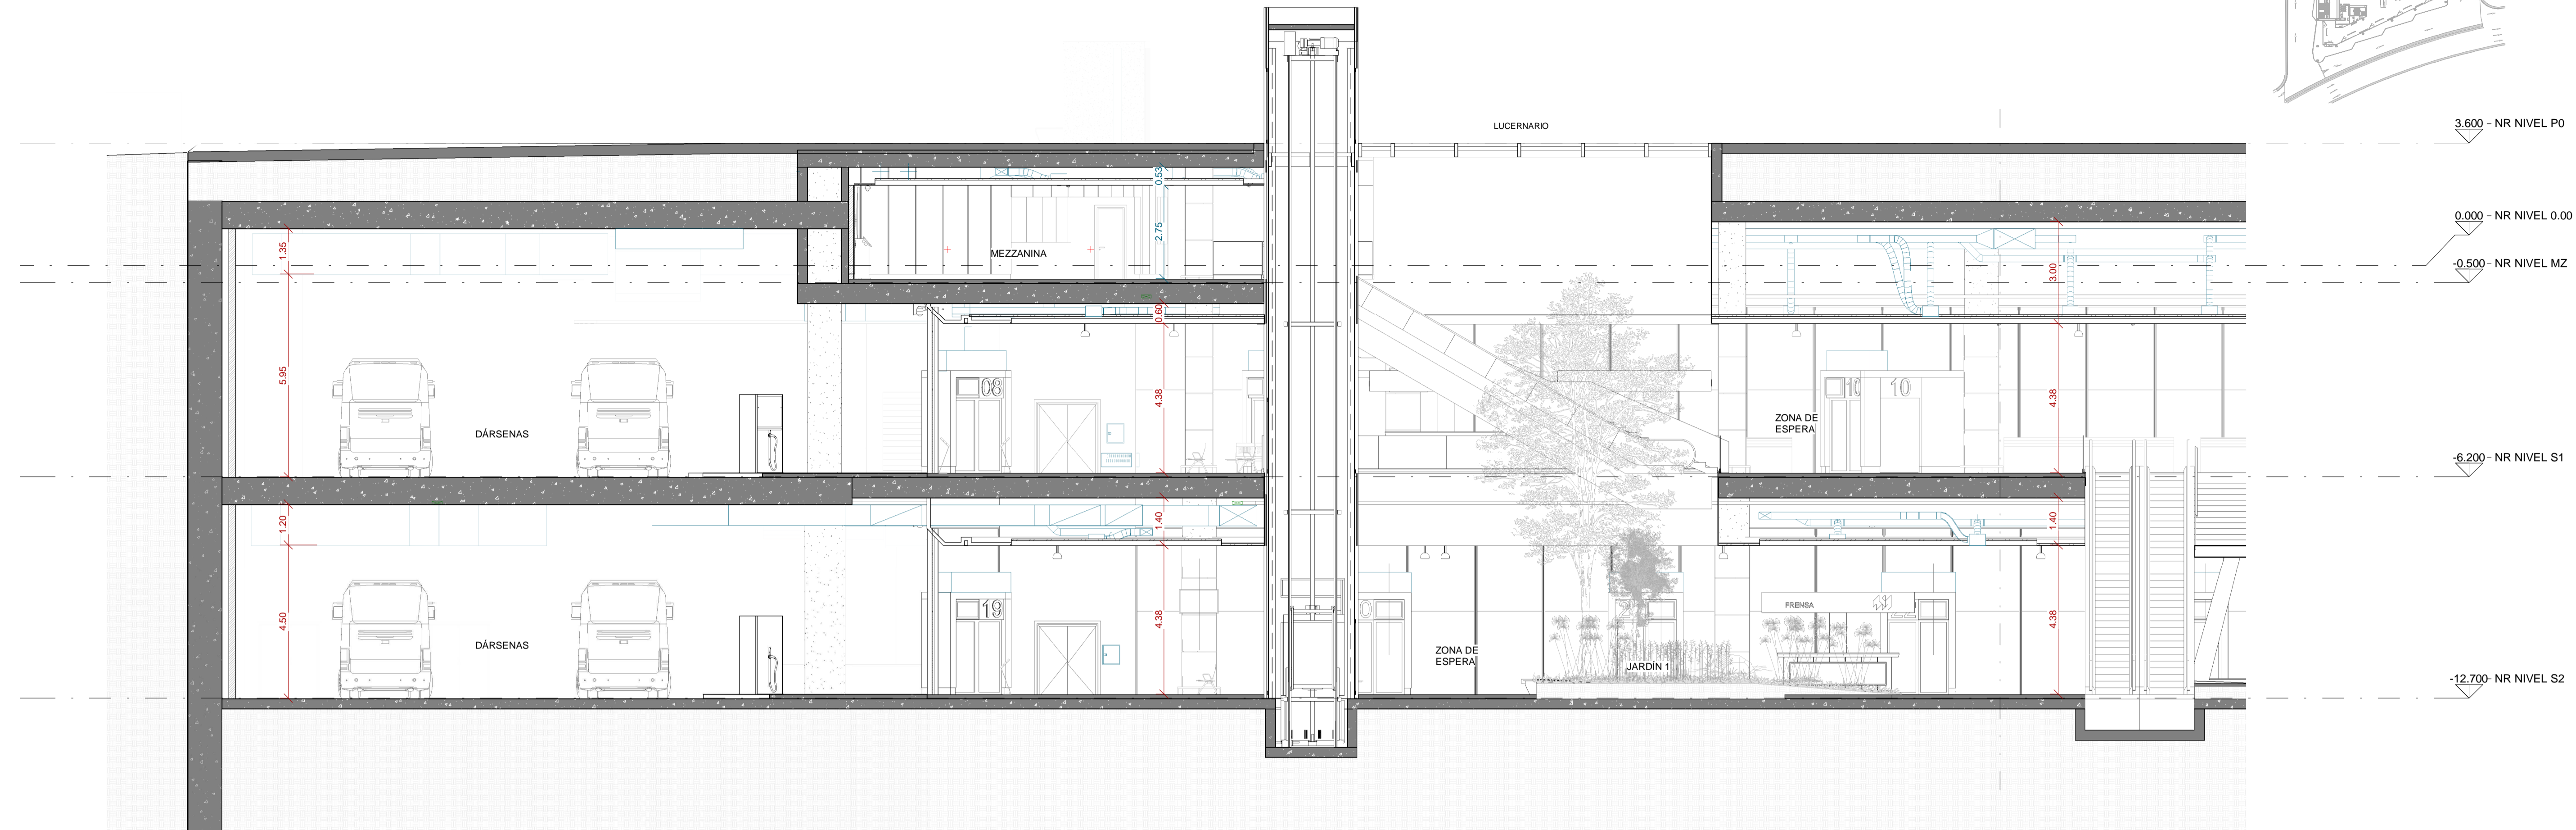 LUCERNARIO
3.600 - NR NIVEL P0
0.53
0.000 - NR NIVEL 0.00
2.75
1.35
MEZZANINA
3.00
-0.500 - NR NIVEL MZ
0.60
5.95
08
4.38
10
10
4.38
ZONA DE
ESPERA
DÁRSENAS
-6.200 - NR NIVEL S1
1.20
1.40
1.40
4.50
19
4.38
FRENSA
4.38
DÁRSENAS
ZONA DE
ESPERA
JARDÍN 1
-12.700 - NR NIVEL S2